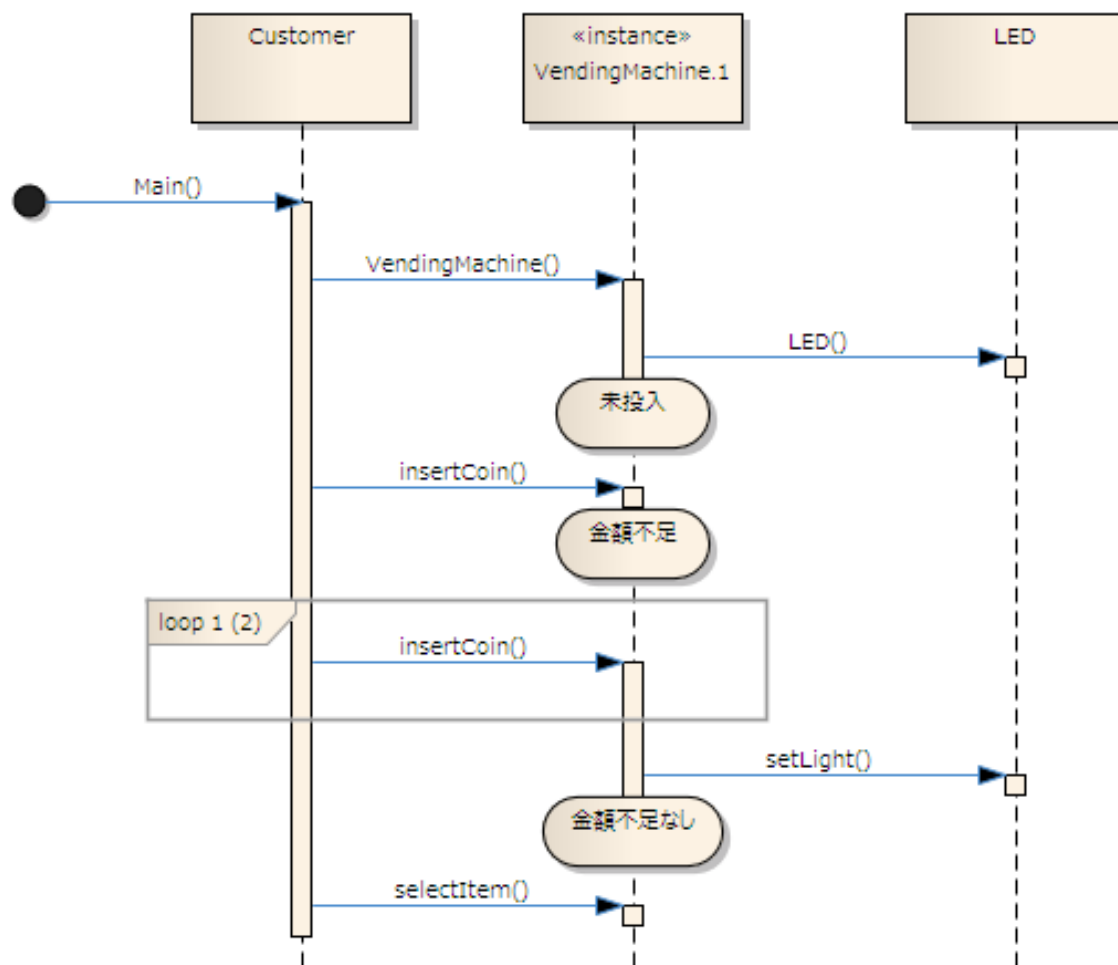 Customer
«instance»
VendingMachine.1
LED
Main()
VendingMachine()
LED()
未投入
insertCoin()
金額不足
loop 1 (2)
insertCoin()
setLight()
金額不足なし
selectItem()